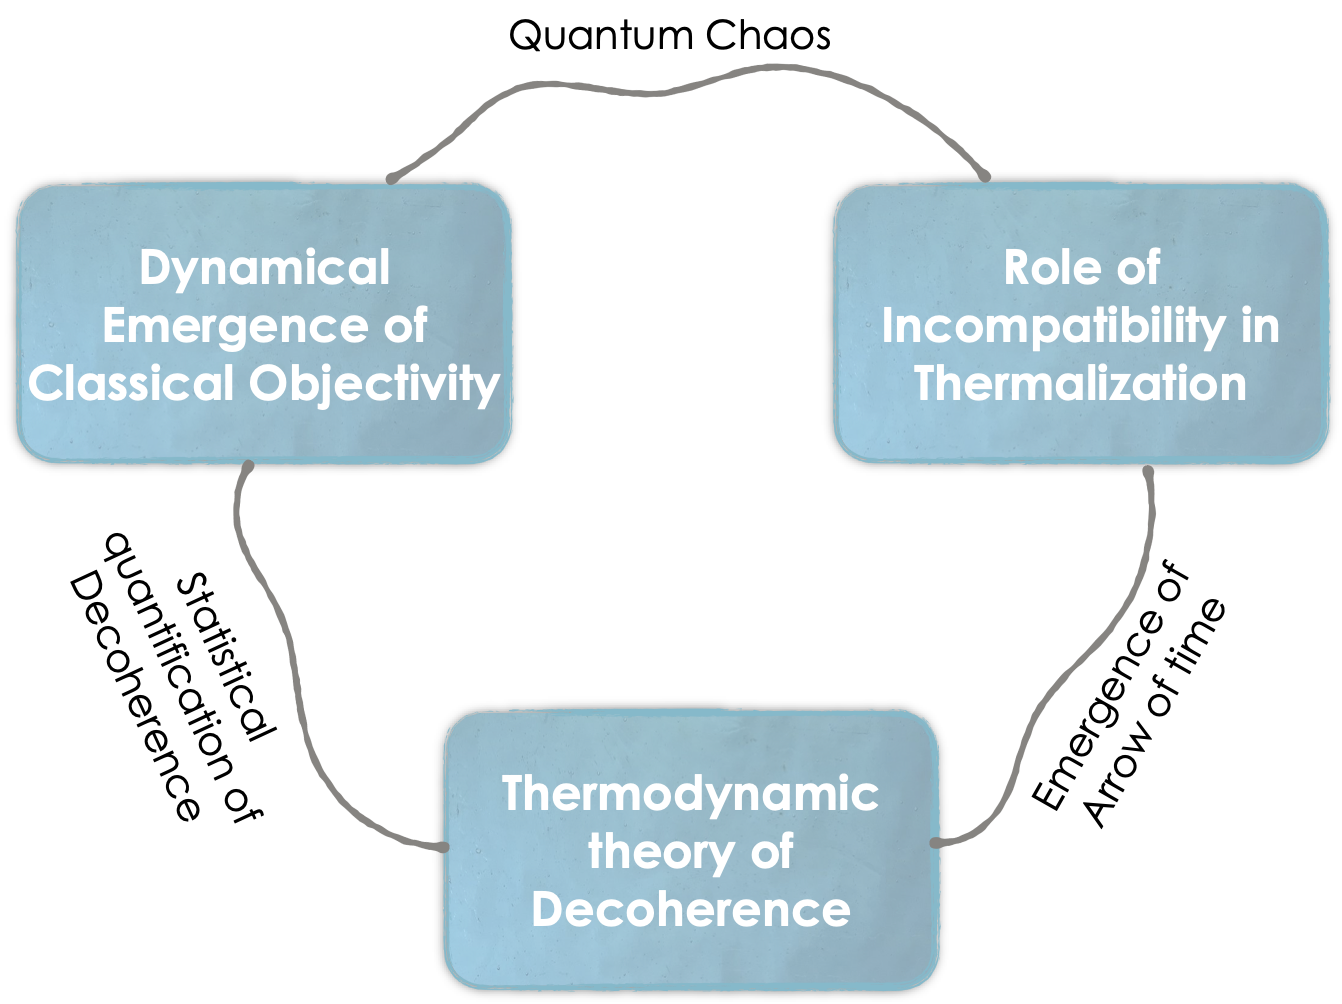 Quantum Chaos
Dynamical
Emergence of
Classical Objectivity
Role of
Incompatibility in
Thermalization
Statistical
quantification of
Decoherence
Emergence of
Arrow of time
Thermodynamic
theory of
Decoherence